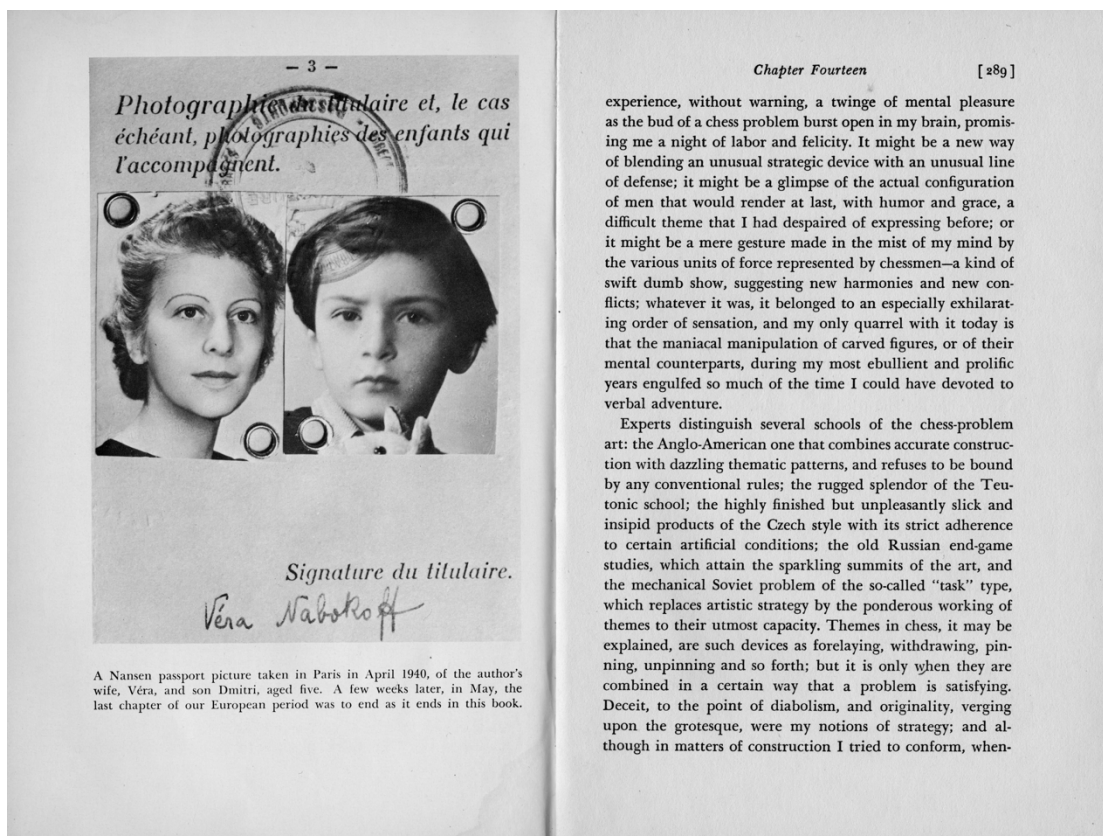 — 3 —
Photographie du titulaire et, le cas
échéant, photographies des enfants qui
l'accompagnent.
Signature du titulaire.
Véra Nabokoff
A Nansen passport picture taken in Paris in April 1940, of the author's
wife, Véra, and son Dmitri, aged five. A few weeks later, in May, the
last chapter of our European period was to end as it ends in this book.
Chapter Fourteen [289]
experience, without warning, a twinge of mental pleasure
as the bud of a chess problem burst open in my brain, promis-
ing me a night of labor and felicity. It might be a new way
of blending an unusual strategic device with an unusual line
of defense; it might be a glimpse of the actual configuration
of men that would render at last, with humor and grace, a
difficult theme that I had despaired of expressing before; or
it might be a mere gesture made in the mist of my mind by
the various units of force represented by chessmen—a kind of
swift dumb show, suggesting new harmonies and new con-
flicts; whatever it was, it belonged to an especially exhilarat-
ing order of sensation, and my only quarrel with it today is
that the maniacal manipulation of carved figures, or of their
mental counterparts, during my most ebullient and prolific
years engulfed so much of the time I could have devoted to
verbal adventure.
Experts distinguish several schools of the chess-problem
art: the Anglo-American one that combines accurate construc-
tion with dazzling thematic patterns, and refuses to be bound
by any conventional rules; the rugged splendor of the Teu-
tonic school; the highly finished but unpleasantly slick and
insipid products of the Czech style with its strict adherence
to certain artificial conditions; the old Russian end-game
studies, which attain the sparkling summits of the art, and
the mechanical Soviet problem of the so-called "task" type,
which replaces artistic strategy by the ponderous working of
themes to their utmost capacity. Themes in chess, it may be
explained, are such devices as forelaying, withdrawing, pin-
ning, unpinning and so forth; but it is only when they are
combined in a certain way that a problem is satisfying.
Deceit, to the point of diabolism, and originality, verging
upon the grotesque, were my notions of strategy; and al-
though in matters of construction I tried to conform, when-